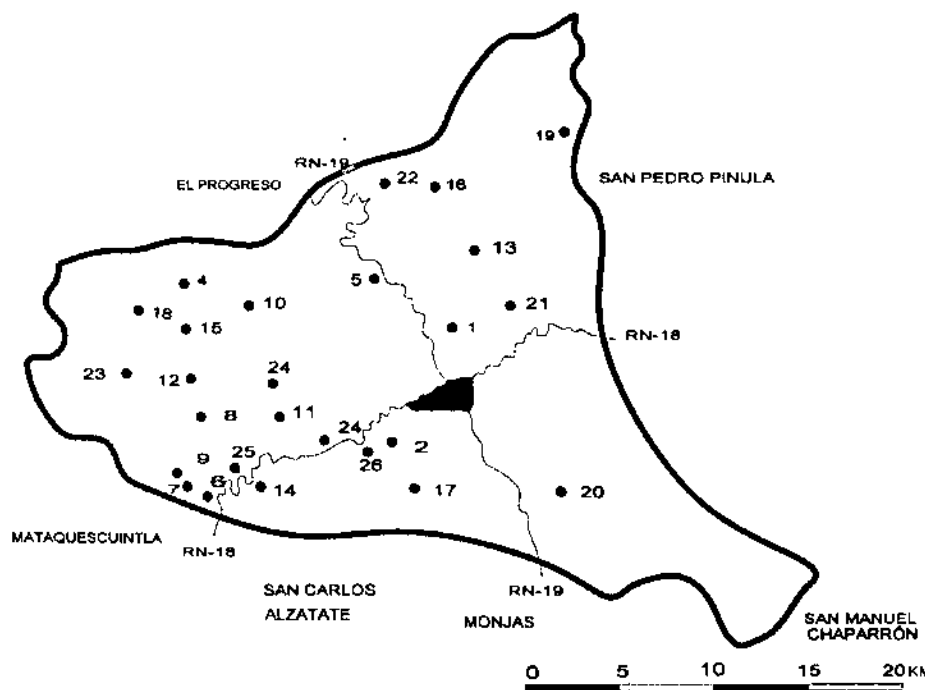 19
RN-19
EL PROGRESO
22
16
SAN PEDRO PINULA
13
5
4
10
18
15
21
1
RN-18
23
12
24
8
11
24
2
26
25
9
7
6
14
17
20
MATAQUESCUINTLA
RN-18
SAN CARLOS
ALZATATE
RN-19
MONJAS
SAN MANUEL
CHAPARRÓN
0 5 10 15 20 KM